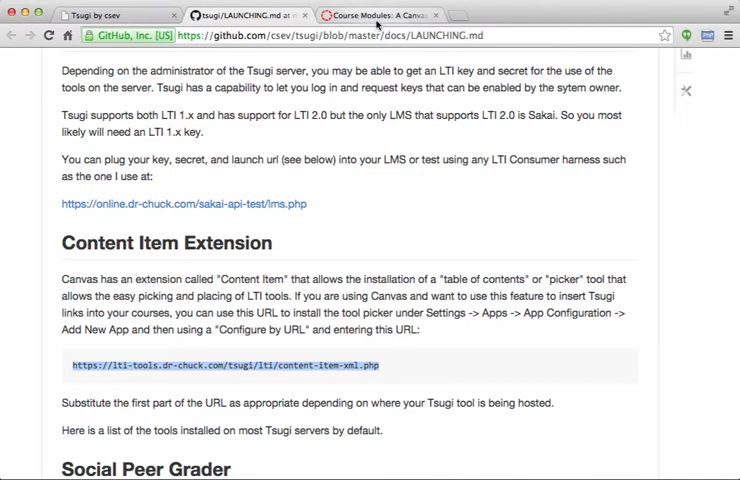 Tsugi by csev
tsugi/LAUNCHING.md at m
Course Modules: A Canvas
GitHub, Inc. [US] https://github.com/csev/tsugi/blob/master/docs/LAUNCHING.md
Depending on the administrator of the Tsugi server, you may be able to get an LTI key and secret for the use of the
tools on the server. Tsugi has a capability to let you log in and request keys that can be enabled by the sytem owner.
Tsugi supports both LTI 1.x and has support for LTI 2.0 but the only LMS that supports LTI 2.0 is Sakai. So you most
likely will need an LTI 1.x key.
You can plug your key, secret, and launch url (see below) into your LMS or test using any LTI Consumer harness such
as the one I use at:
https://online.dr-chuck.com/sakai-api-test/lms.php
Content Item Extension
Canvas has an extension called "Content Item" that allows the installation of a "table of contents" or "picker" tool that
allows the easy picking and placing of LTI tools. If you are using Canvas and want to use this feature to insert Tsugi
links into your courses, you can use this URL to install the tool picker under Settings -> Apps -> App Configuration ->
Add New App and then using a "Configure by URL" and entering this URL:
https://lti-tools.dr-chuck.com/tsugi/lti/content-item-xml.php
Substitute the first part of the URL as appropriate depending on where your Tsugi tool is being hosted.
Here is a list of the tools installed on most Tsugi servers by default.
Social Peer Grader